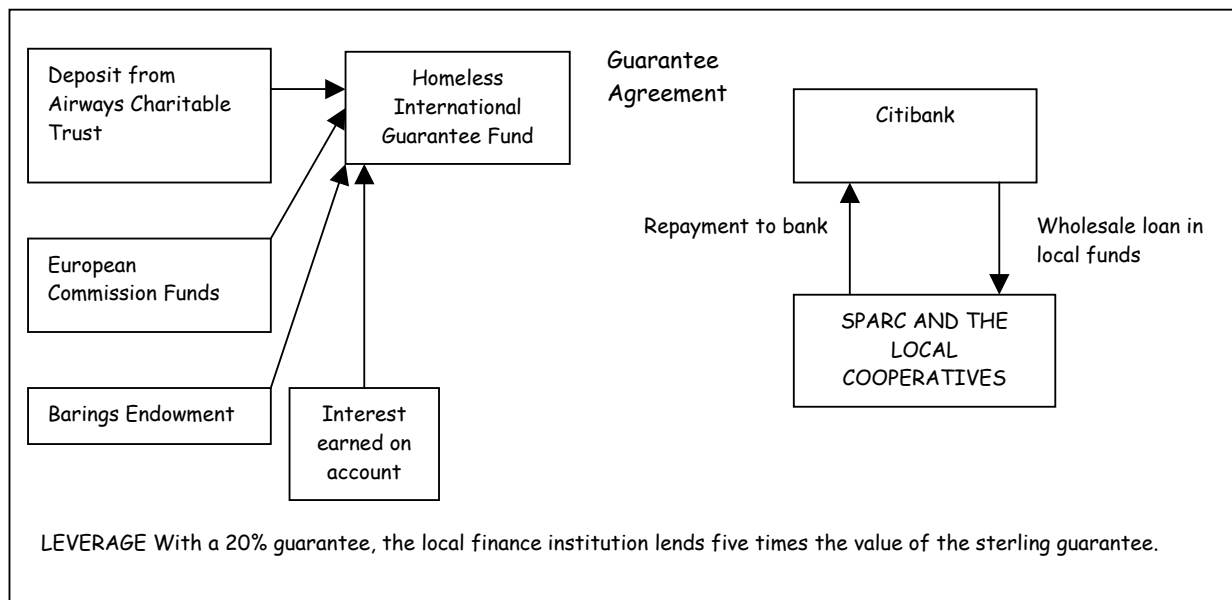 Deposit from
Airways Charitable
Trust
Homeless
International
Guarantee Fund
Guarantee
Agreement
Citibank
European
Commission Funds
Repayment to bank
Wholesale loan in
local funds
SPARC AND THE
LOCAL
COOPERATIVES
Barings Endowment
Interest
earned on
account
LEVERAGE With a 20% guarantee, the local finance institution lends five times the value of the sterling guarantee.